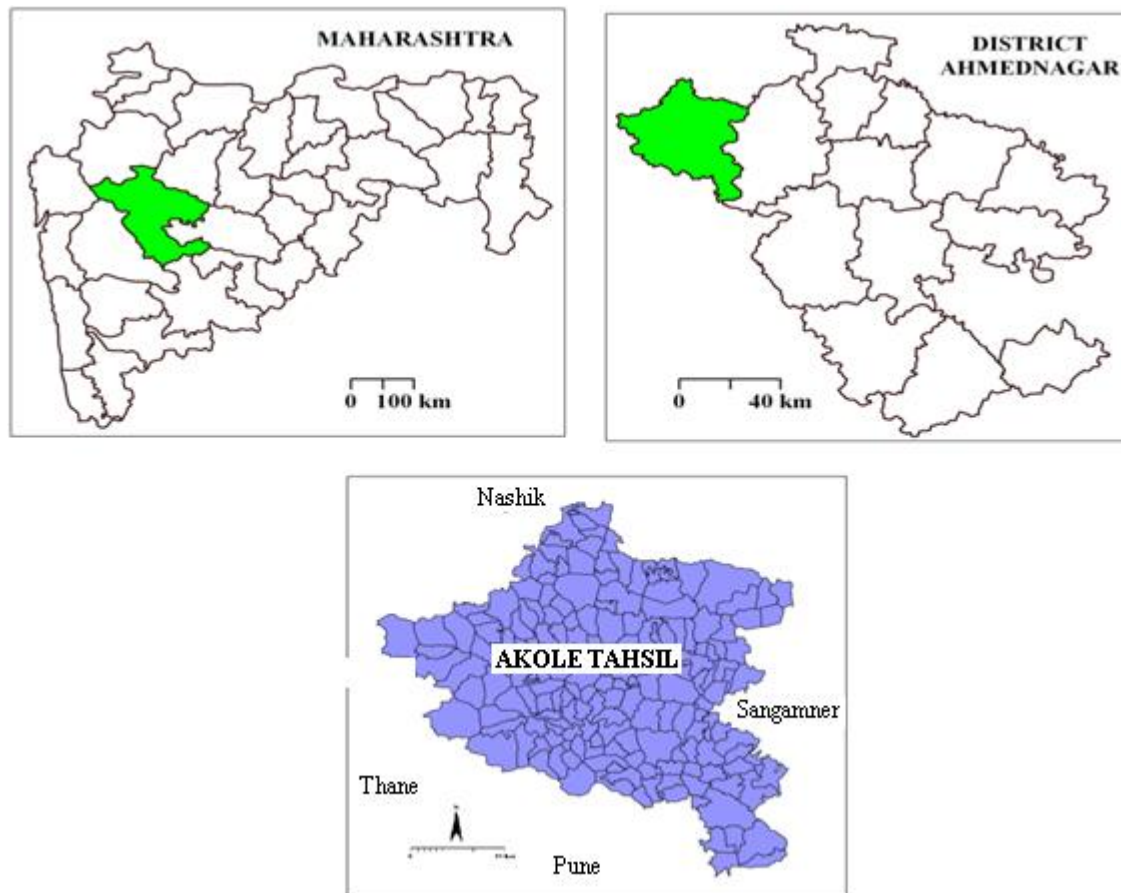 MAHARASHTRA
0 100 km
DISTRICT
AHMEDNAGAR
0 40 km
Nashik
AKOLE TAHSIL
Sangamner
Thane
Pune